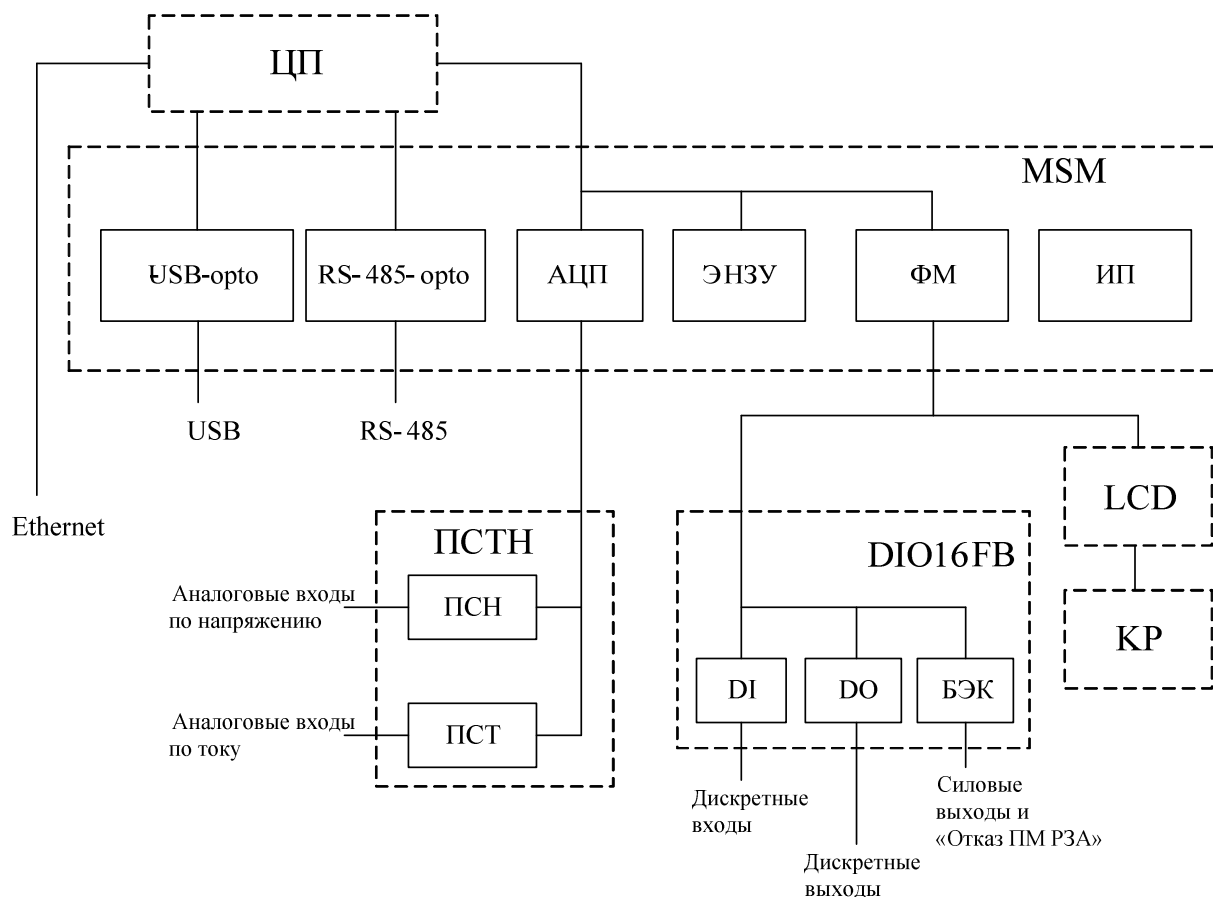 ЦП
MSM
USB-opto
RS-485-opto
АЦП
ЭНЗУ
ФМ
ИП
USB
RS-485
Ethernet
LCD
KP
ПСТН
Аналоговые входы
по напряжению
ПСН
Аналоговые входы
по току
ПСТ
DIO16FB
DI
DO
БЭК
Дискретные
входы
Дискретные
выходы
Силовые
выходы и
«Отказ ПМ РЗА»